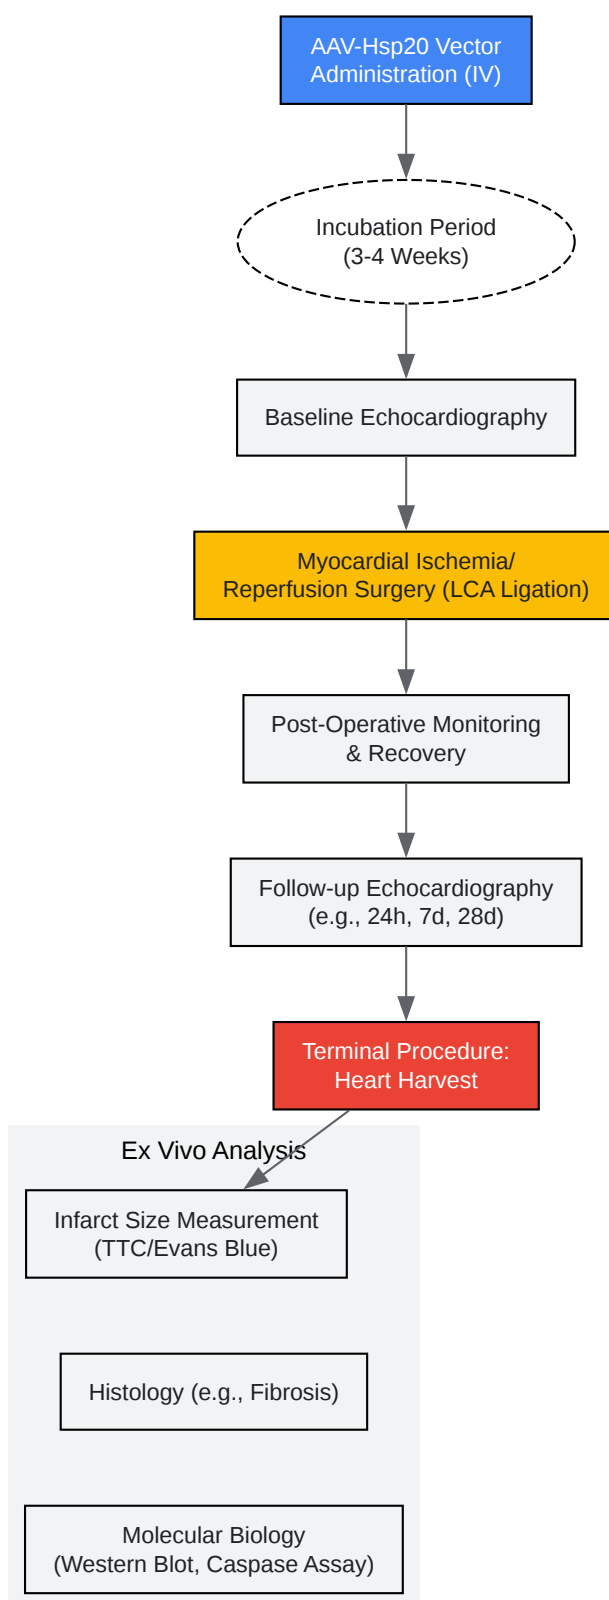 AAV-Hsp20 Vector
Administration (IV)
Incubation Period
(3-4 Weeks)
Baseline Echocardiography
Myocardial Ischemia/
Reperfusion Surgery (LCA Ligation)
Post-Operative Monitoring
& Recovery
Follow-up Echocardiography
(e.g., 24h, 7d, 28d)
Terminal Procedure:
Heart Harvest
Ex Vivo Analysis
Infarct Size Measurement
(TTC/Evans Blue)
Histology (e.g., Fibrosis)
Molecular Biology
(Western Blot, Caspase Assay)